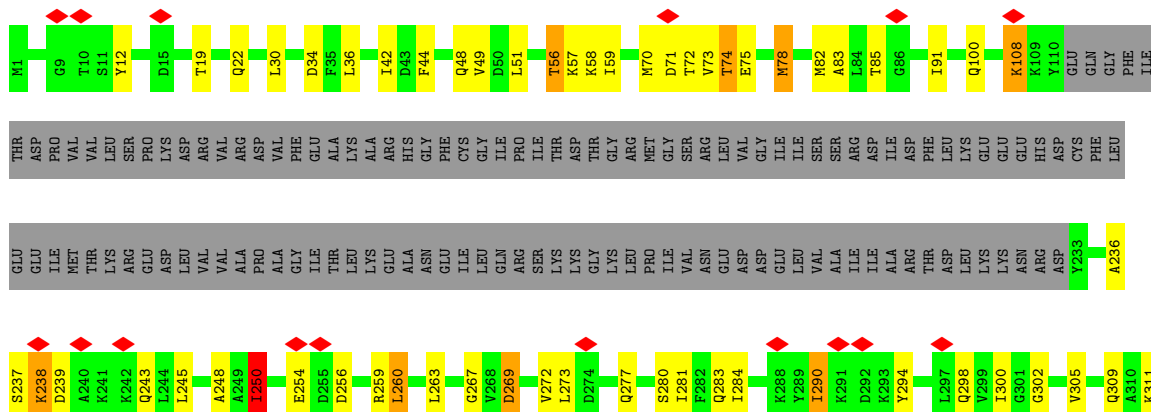 M1 G9 T10 S11 Y12 D15 T19 Q22 L30 D34 F35 L36 I42 D43 F44 Q48 V49 D50 L51 T56 K57 K58 I59 M70 D71 T72 V73 T74 E75 M78 M82 A83 L84 T85 G86 I91 Q100 K108 K109 Y110 GLU GLN GLY PHE ILE
THR ASP PRO VAL VAL LEU SER PRO LYS ASP ARG VAL ARG ASP VAL PHE GLU ALA LYS ALA ARG HIS GLY PHE CYS GLY ILE PRO ILE THR ASP THR GLY ARG MET GLY SER ARG LEU VAL GLY ILE ILE SER SER ARG ASP ILE ASP PHE LEU LYS GLU GLU GLU HIS ASP CYS PHE LEU
GLU GLU ILE MET THR LYS ARG GLU ASP LEU VAL VAL ALA PRO ALA GLY ILE THR LEU LYS GLU ALA ASN GLU ILE LEU GLN ARG SER LYS LYS GLY LYS LEU PRO ILE VAL ASN GLU ASP ASP GLU LEU VAL ALA ILE ILE ALA ARG THR ASP LEU LYS LYS ASN ARG ASP Y233 A236
S237 K238 D239 A240 K241 K242 Q243 L244 L245 A248 A249 I250 E254 D255 D256 R259 L260 L263 G267 V268 D269 V272 L273 D274 Q277 S280 I281 F282 Q283 I284 K288 Y289 I290 K291 D292 K293 Y294 L297 Q298 V299 I300 G301 G302 V305 Q309 A310 K311